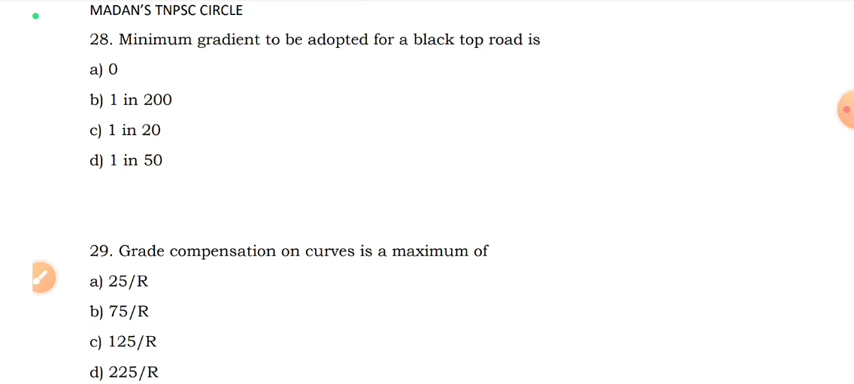 MADAN'S TNPSC CIRCLE
28. Minimum gradient to be adopted for a black top road is
a) 0
b) 1 in 200
c) 1 in 20
d) 1 in 50
29. Grade compensation on curves is a maximum of
a) 25/R
b) 75/R
c) 125/R
d) 225/R